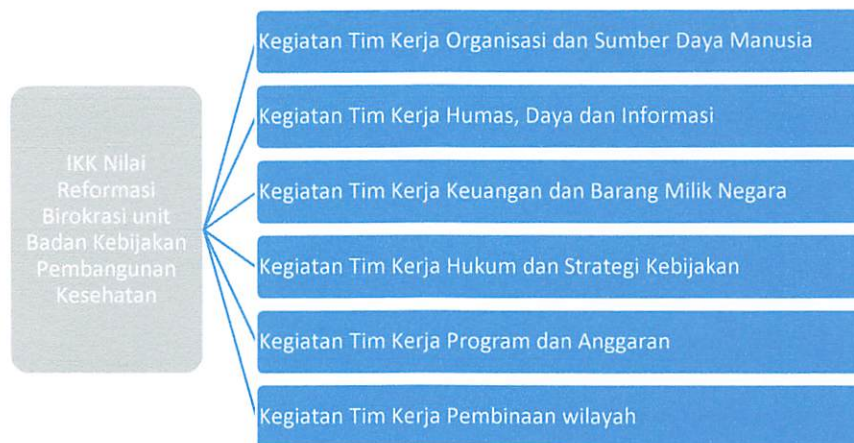 IKK Nilai
Reformasi
Birokrasi unit
Badan Kebijakan
Pembangunan
Kesehatan
Kegiatan Tim Kerja Organisasi dan Sumber Daya Manusia
Kegiatan Tim Kerja Humas, Daya dan Informasi
Kegiatan Tim Kerja Keuangan dan Barang Milik Negara
Kegiatan Tim Kerja Hukum dan Strategi Kebijakan
Kegiatan Tim Kerja Program dan Anggaran
Kegiatan Tim Kerja Pembinaan wilayah